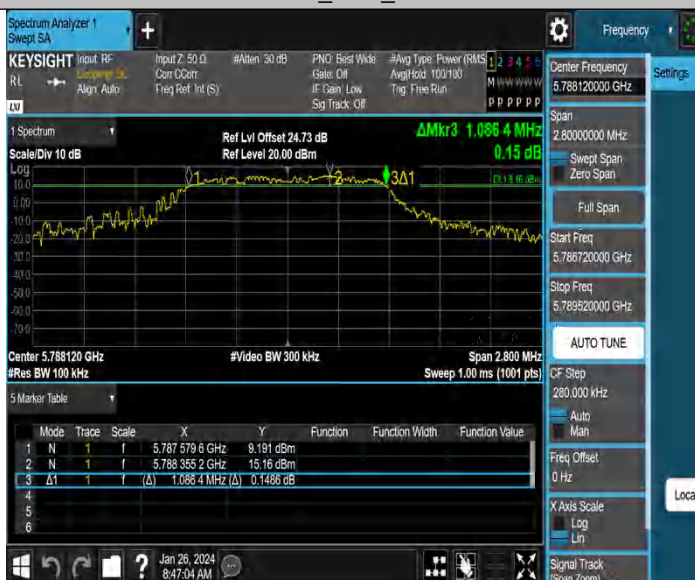 Spectrum Analyzer 1
Swept SA
+
Frequency
KEYSIGHT
RL
Input: RF
Align: Auto
Input Z: 50 Ω
Corr CCorr
Freq Ref: Int (S)
#Atten: 30 dB
PNO: Best Wide
Gate: Off
IF Gain: Low
Sig Track: Off
#Avg Type: Power (RMS
Avg|Hold: 100/100
Trig: Free Run
1 2 3 4 5 6
M W W W W W
P P P P P P
LW
1 Spectrum
Scale/Div 10 dB
Log
Ref Lvl Offset 24.73 dB
Ref Level 20.00 dBm
ΔMkr3 1.086 4 MHz
0.15 dB
1
2
3Δ1
10.0
0.00
-10.0
-20.0
-30.0
-40.0
-50.0
-60.0
Center 5.788120 GHz
#Res BW 100 kHz
#Video BW 300 kHz
Span 2.800 MHz
Sweep 1.00 ms (1001 pts)
5 Marker Table
Mode Trace Scale X Y Function Function Width Function Value
1 N 1 f 5.787 579 6 GHz 9.191 dBm
2 N 1 f 5.788 355 2 GHz 15.16 dBm
3 Δ1 1 f (Δ) 1.086 4 MHz (Δ) 0.1486 dB
4
5
6
?
Jan 26, 2024
8:47:04 AM
Center Frequency
5.788120000 GHz
Settings
Span
2.80000000 MHz
Swept Span
Zero Span
Full Span
Start Freq
5.786720000 GHz
Stop Freq
5.789520000 GHz
AUTO TUNE
CF Step
280.000 kHz
Auto
Man
Freq Offset
0 Hz
X Axis Scale
Log
Lin
Loca
Signal Track
(Span Zoom)